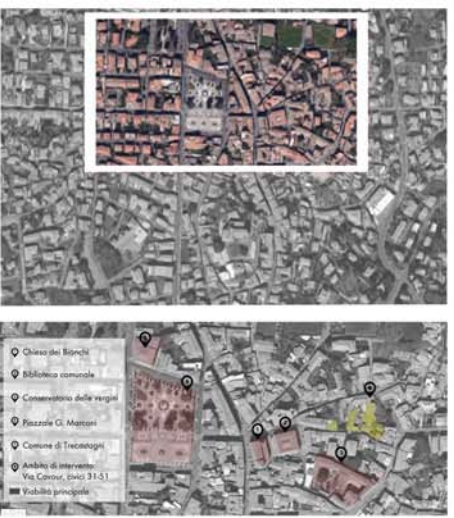 Chiesa dei Bianchi
Biblioteca comunale
Conservatorio delle vergini
Piazzale G. Marconi
Comune di Trecastagni
Ambito di intervento:
Via Cavour, civici 31-51
Viabilità principale